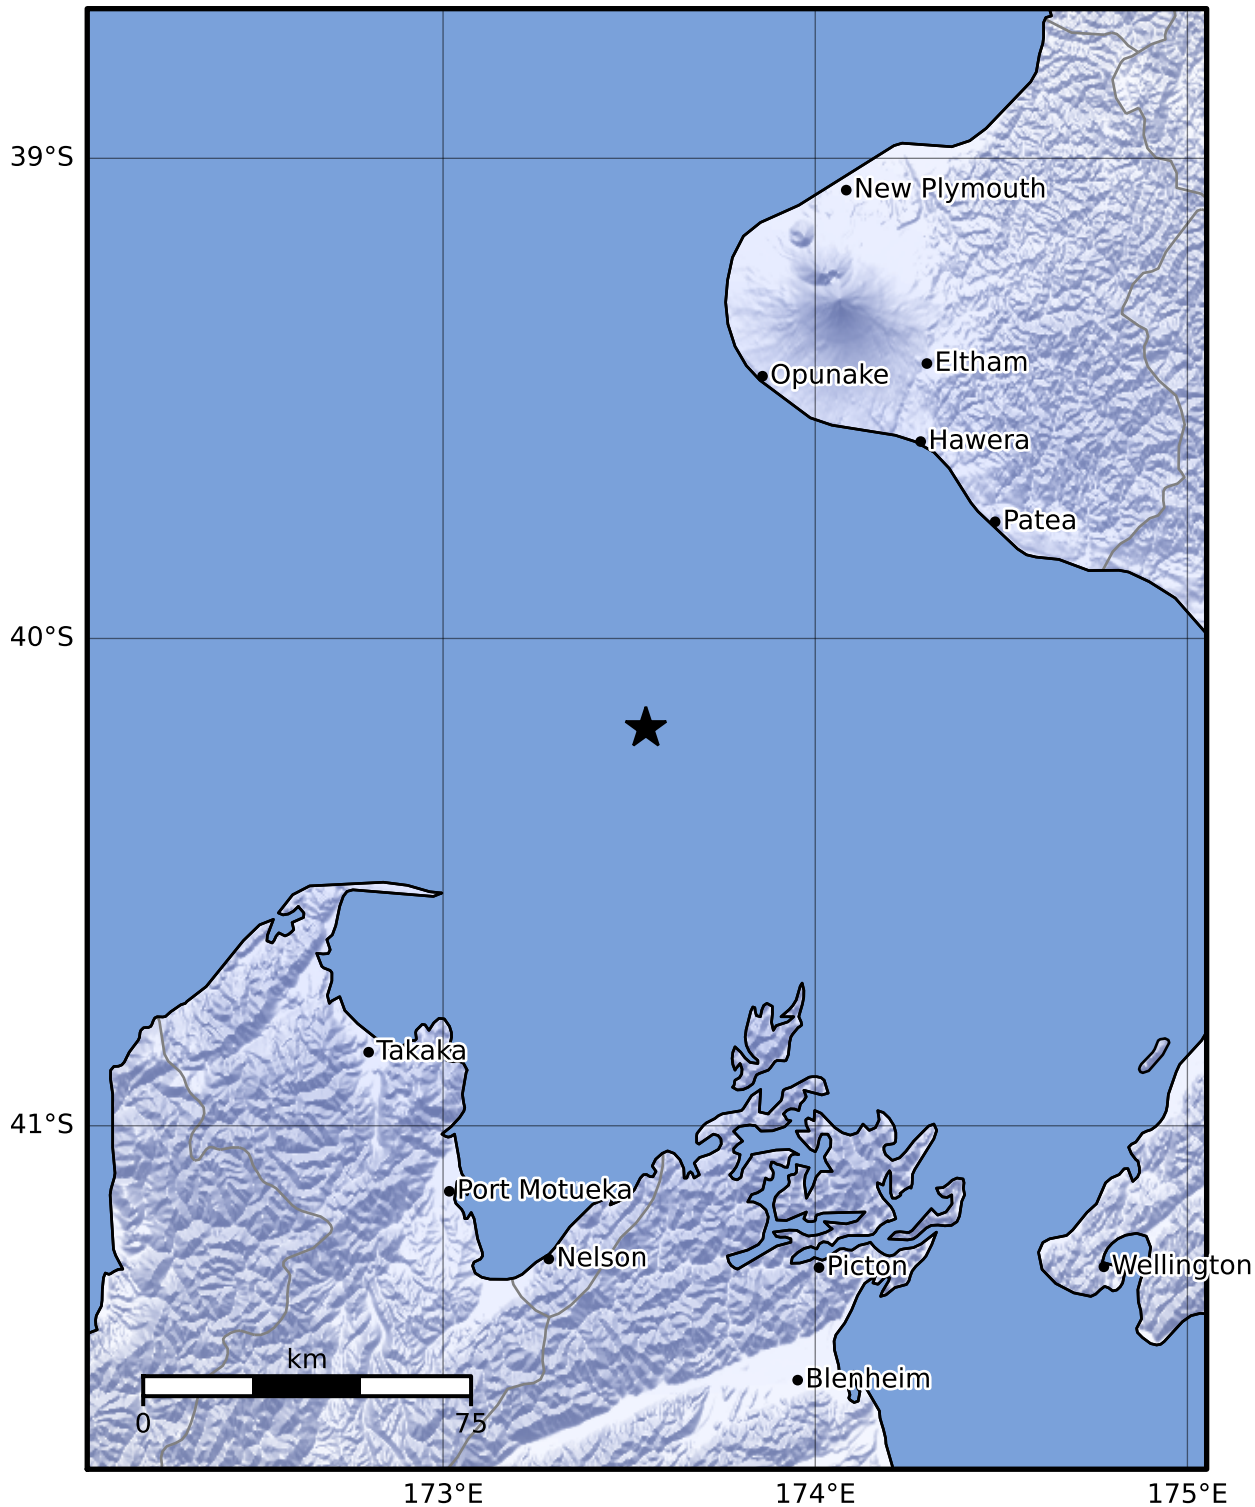 39°S
New Plymouth
Eltham
Opunake
Hawera
Patea
40°S
Takaka
41°S
Port Motueka
Nelson
Picton
Wellington
km
Blenheim
0 75
173°E 174°E 175°E